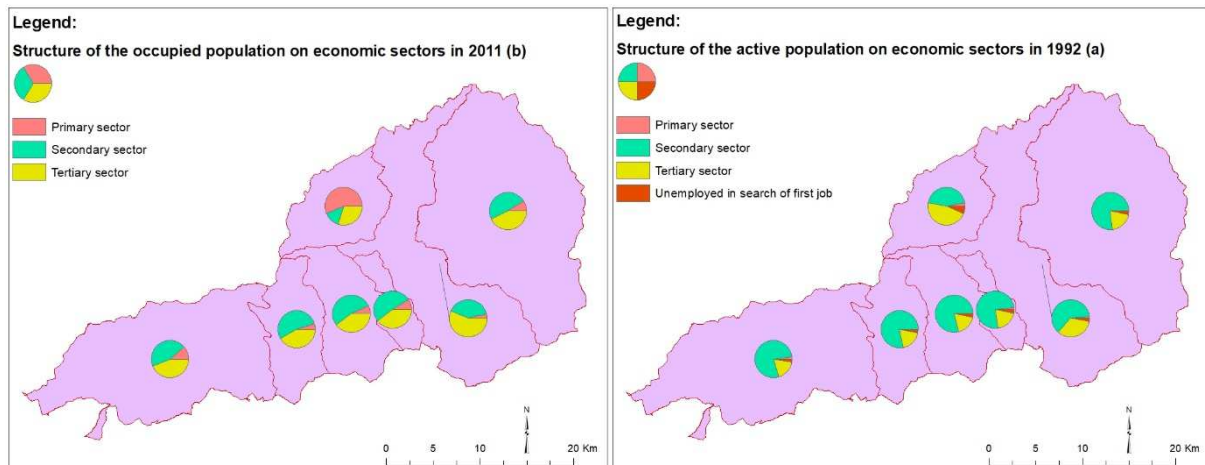 Legend:
Structure of the occupied population on economic sectors in 2011 (b)
Primary sector
Secondary sector
Tertiary sector
N
0 5 10 20 Km
Legend:
Structure of the active population on economic sectors in 1992 (a)
Primary sector
Secondary sector
Tertiary sector
Unemployed in search of first job
N
0 5 10 20 Km